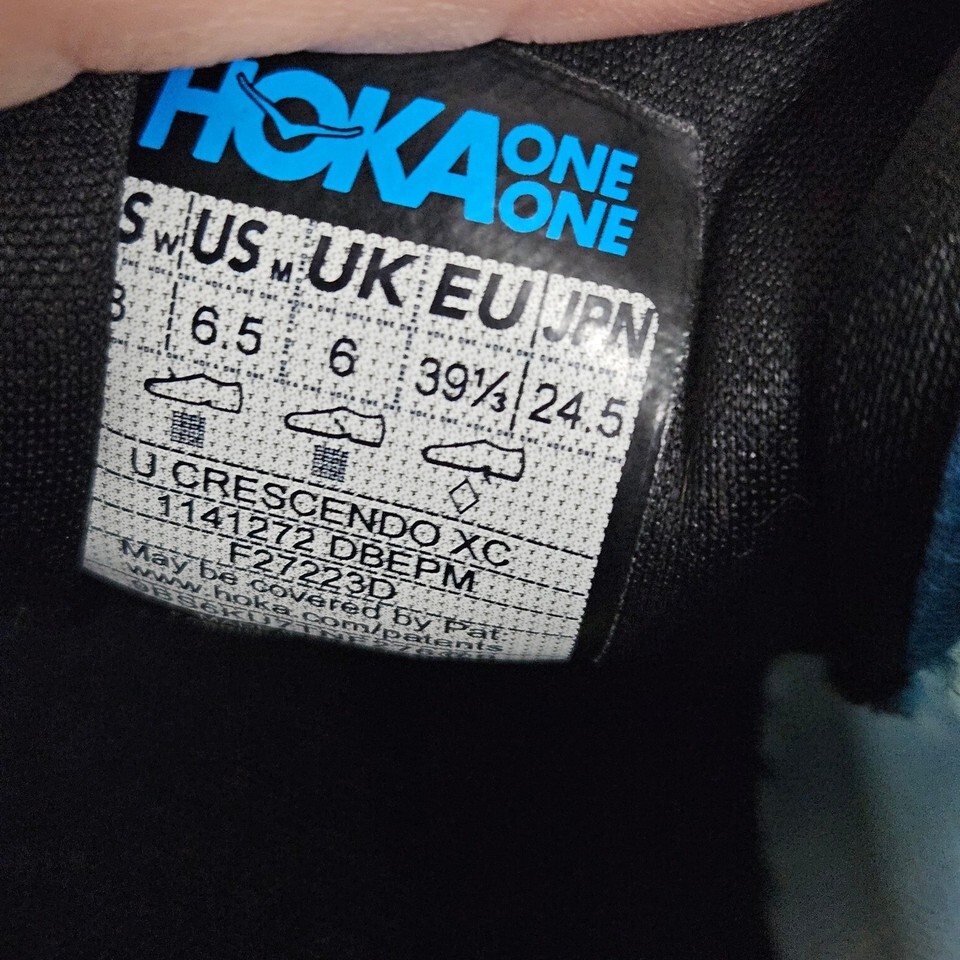 HOKA ONE ONE
S W US M UK EU JPN
8 6.5 6 39⅓ 24.5
U CRESCENDO XC
1141272 DBEPM
F27223D
May be covered by Pat:
www.hoka.com/patents